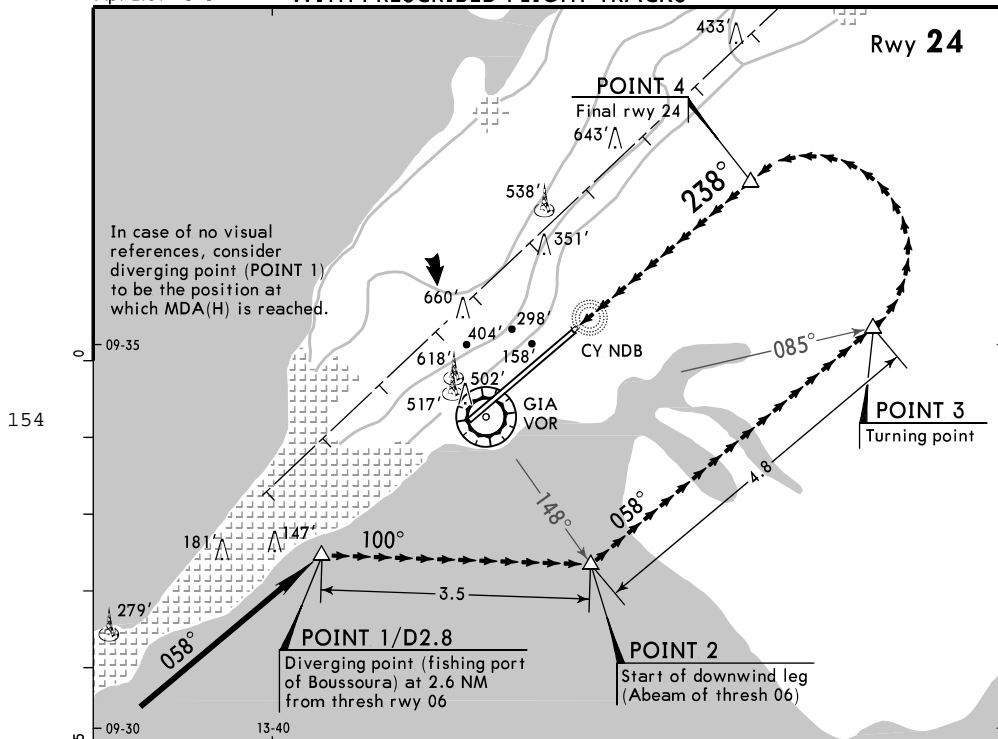 Rwy 24
433'
POINT 4
Final rwy 24
643'
238°
538'
351'
In case of no visual
references, consider
diverging point (POINT 1)
to be the position at
which MDA(H) is reached.
660'
298'
404'
158'
618'
502'
517'
CY NDB
085°
0
09-35
154
GIA
VOR
POINT 3
Turning point
4.8
148°
058°
181'
147'
100°
3.5
279'
058°
POINT 1/D2.8
Diverging point (fishing port
of Boussoura) at 2.6 NM
from thresh rwy 06
POINT 2
Start of downwind leg
(Abeam of thresh 06)
09-30
13-40